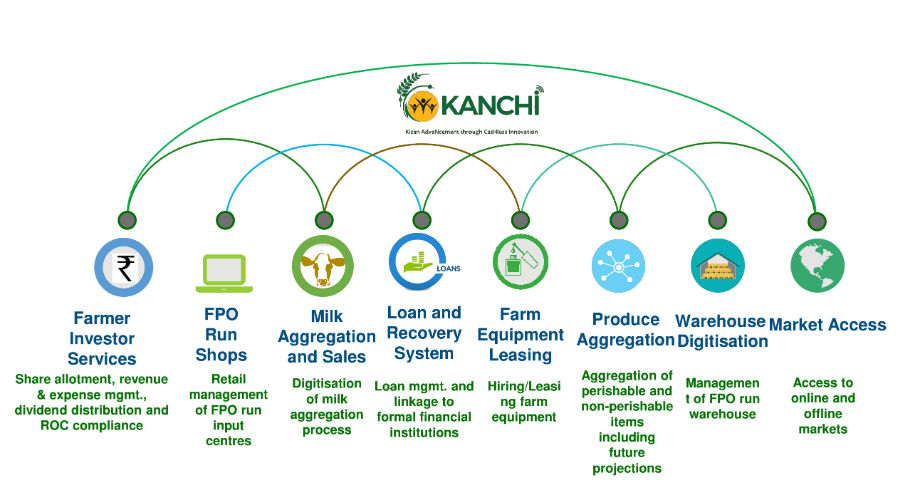 KANCHI
Kisan AdvaNcement through CasHless Innovation
₹
LOANS
Farmer
Investor
Services
Share allotment, revenue
& expense mgmt.,
dividend distribution and
ROC compliance
FPO
Run
Shops
Retail
management
of FPO run
input
centres
Milk
Aggregation
and Sales
Digitisation
of milk
aggregation
process
Loan and
Recovery
System
Loan mgmt. and
linkage to
formal financial
institutions
Farm
Equipment
Leasing
Hiring/Leasi
ng farm
equipment
Produce
Aggregation
Aggregation of
perishable and
non-perishable
items
including
future
projections
Warehouse
Digitisation
Managemen
t of FPO run
warehouse
Market Access
Access to
online and
offline
markets